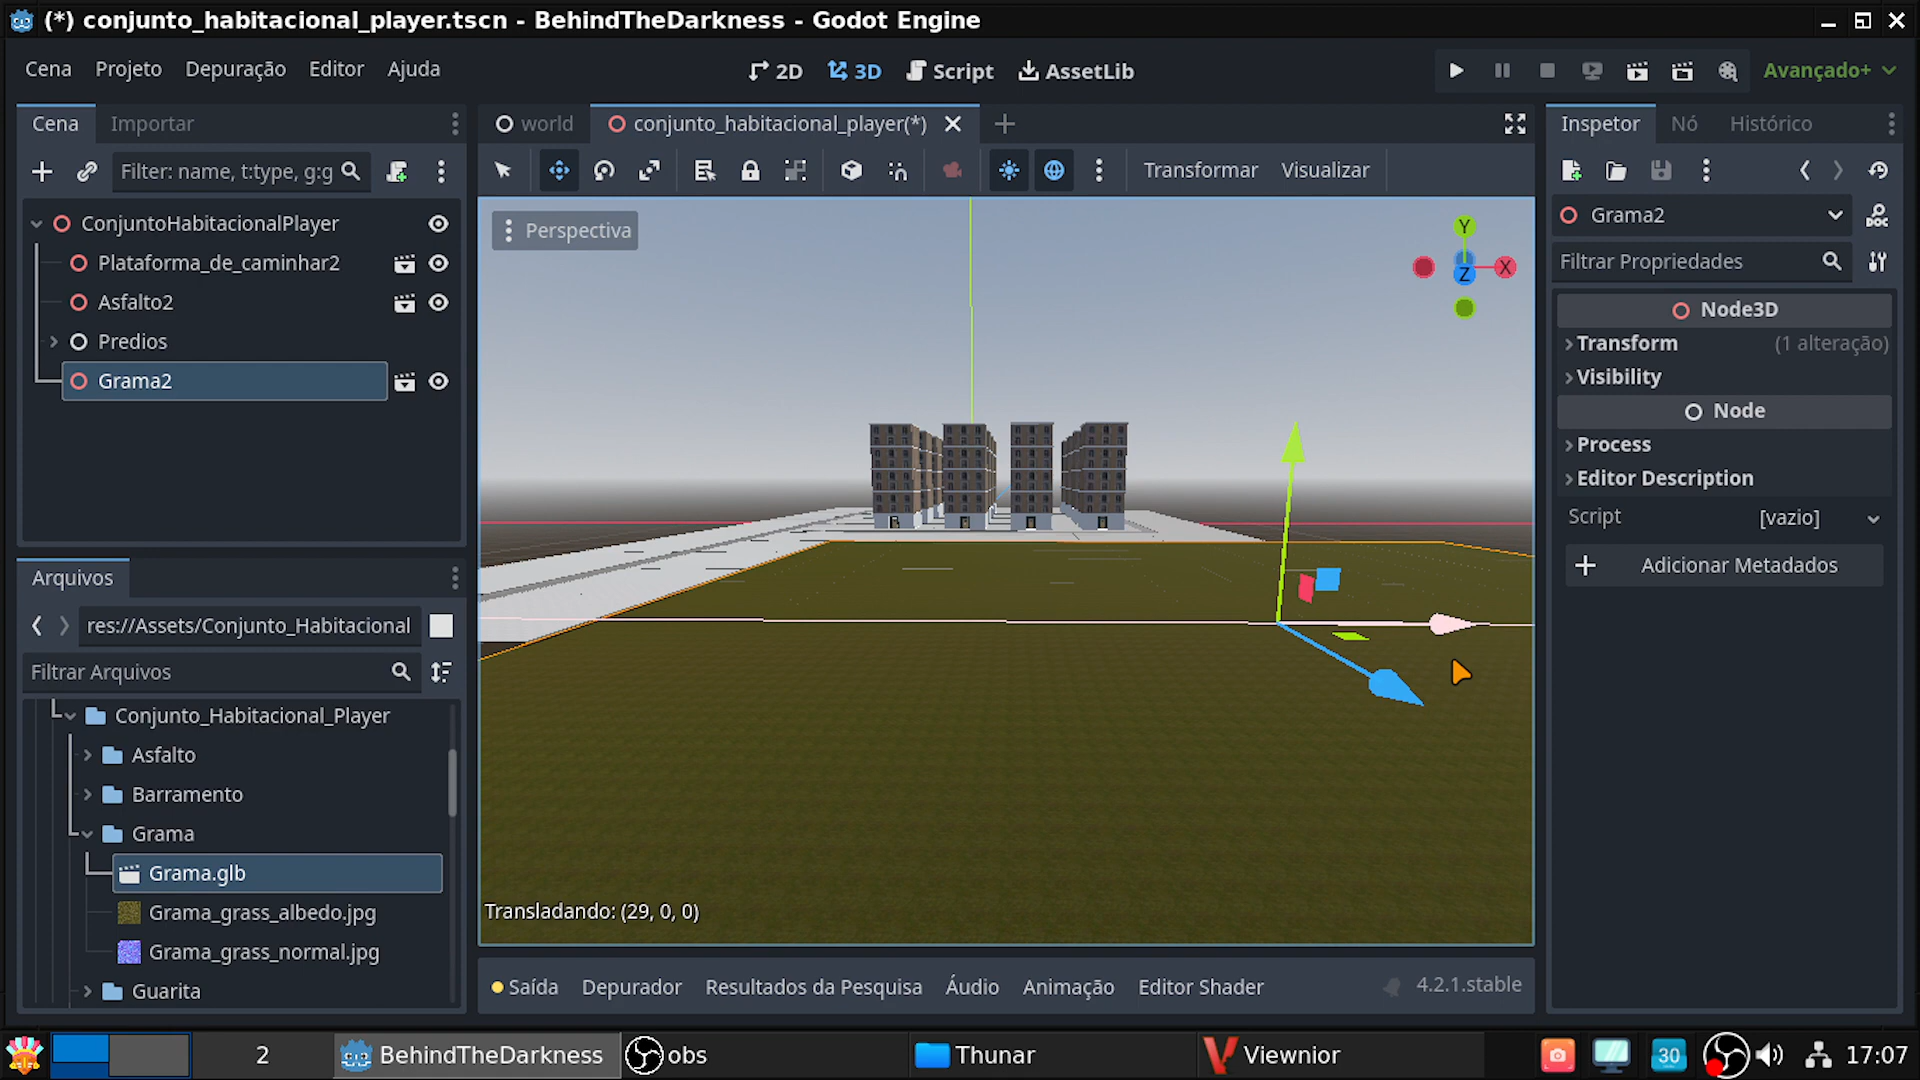 (*) conjunto_habitacional_player.tscn - BehindTheDarkness - Godot Engine
Cena Projeto Depuração Editor Ajuda
2D 3D Script AssetLib
Avançado+
Cena Importar
world conjunto_habitacional_player(*)
Inspetor Nó Histórico
Filter: name, t:type, g:g
Transformar Visualizar
ConjuntoHabitacionalPlayer
Plataforma_de_caminhar2
Asfalto2
Predios
Grama2
Perspectiva
Y
X
Z
Grama2
Filtrar Propriedades
Node3D
Transform (1 alteração)
Visibility
Node
Process
Editor Description
Script [vazio]
Adicionar Metadados
Arquivos
res://Assets/Conjunto_Habitacional
Filtrar Arquivos
Conjunto_Habitacional_Player
Asfalto
Barramento
Grama
Grama.glb
Grama_grass_albedo.jpg
Grama_grass_normal.jpg
Guarita
Transladando: (29, 0, 0)
Saída Depurador Resultados da Pesquisa Áudio Animação Editor Shader 4.2.1.stable
2 BehindTheDarkness obs Thunar Viewnior 30 17:07